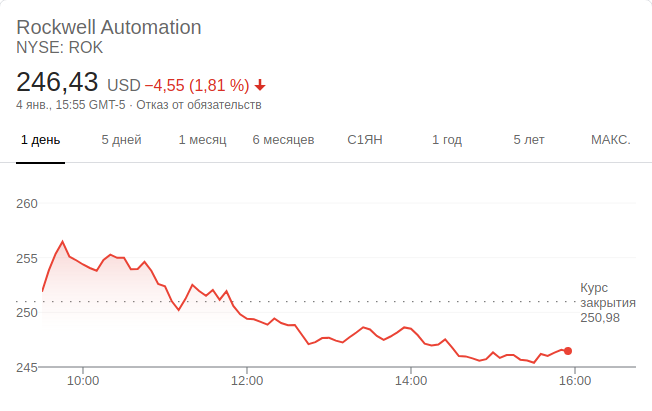 Rockwell Automation
NYSE: ROK
246,43 USD −4,55 (1,81 %)
4 янв., 15:55 GMT-5 · Отказ от обязательств
1 день 5 дней 1 месяц 6 месяцев С1ЯН 1 год 5 лет МАКС.
260
255
250
245
Курс
закрытия
250,98
10:00 12:00 14:00 16:00